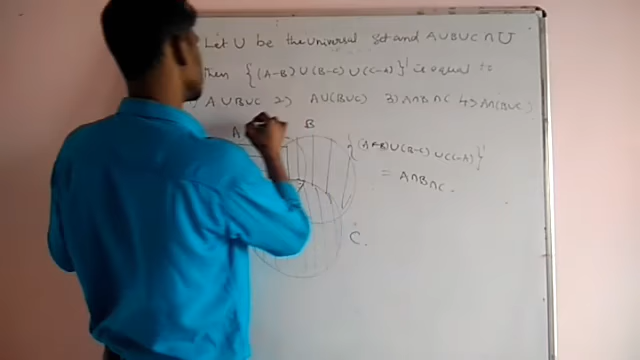 Let U be the universal set and A∪B∪C ∩ U
Then {(A-B)∪(B-C)∪(C-A)}' is equal to
A∪B∪C 2) A∪(B∪C) 3) A∩B∩C 4) A∩(B∪C)
A B
{(A-B)∪(B-C)∪(C-A)}'
= A∩B∩C.
C.